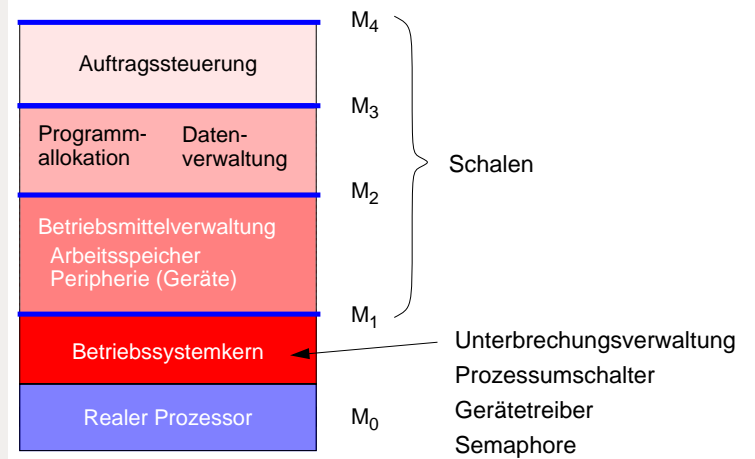 M4
Auftragssteuerung
M3
Programm-
allokation
Daten-
verwaltung
Schalen
M2
Betriebsmittelverwaltung
Arbeitsspeicher
Peripherie (Geräte)
M1
Betriebssystemkern
Unterbrechungsverwaltung
Prozessumschalter
Gerätetreiber
Semaphore
Realer Prozessor
M0